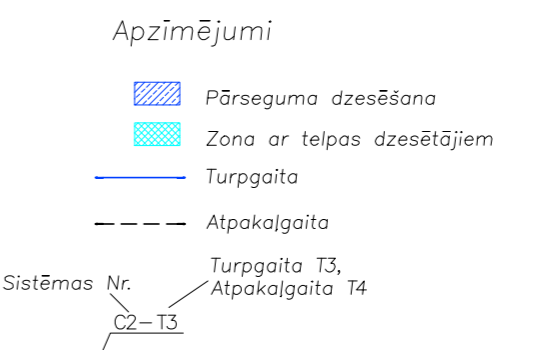 Apzīmējumi
Pārseguma dzesēšana
Zona ar telpas dzesētājiem
Turpgaita
Atpakaļgaita
Sistēmas Nr.
Turpgaita T3,
Atpakaļgaita T4
C2-T3